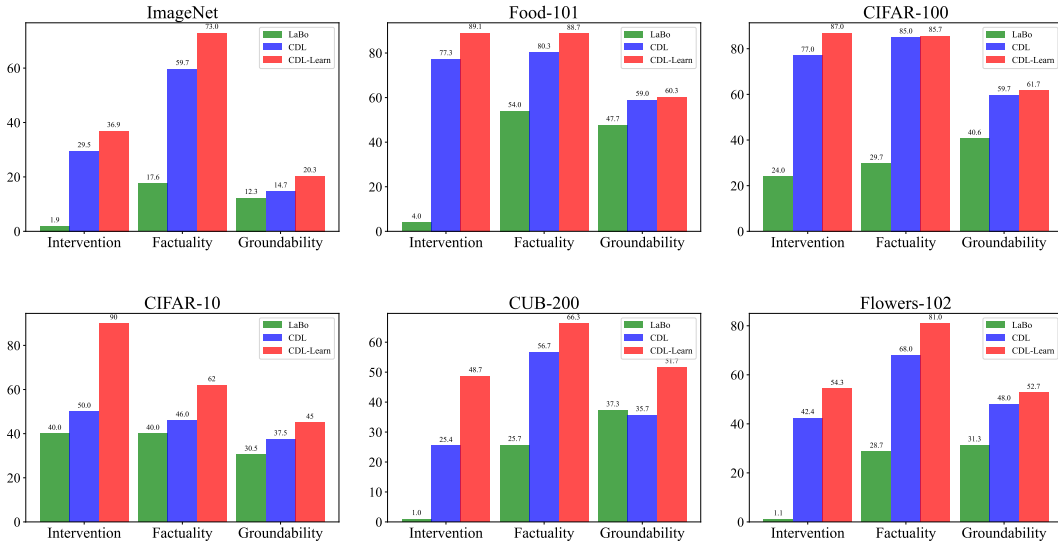 ImageNet
LaBo
CDL
CDL-Learn
0
20
40
60
1.9
29.5
36.9
17.6
59.7
73.0
12.3
14.7
20.3
Intervention
Factuality
Groundability
Food-101
LaBo
CDL
CDL-Learn
0
20
40
60
80
4.0
77.3
89.1
54.0
80.3
88.7
47.7
59.0
60.3
Intervention
Factuality
Groundability
CIFAR-100
LaBo
CDL
CDL-Learn
0
20
40
60
80
24.0
77.0
87.0
29.7
85.0
85.7
40.6
59.7
61.7
Intervention
Factuality
Groundability
CIFAR-10
LaBo
CDL
CDL-Learn
0
20
40
60
80
40.0
50.0
90
40.0
46.0
62
30.5
37.5
45
Intervention
Factuality
Groundability
CUB-200
LaBo
CDL
CDL-Learn
0
10
20
30
40
50
60
1.0
25.4
48.7
25.7
56.7
66.3
37.3
35.7
51.7
Intervention
Factuality
Groundability
Flowers-102
LaBo
CDL
CDL-Learn
0
20
40
60
80
1.1
42.4
54.3
28.7
68.0
81.0
31.3
48.0
52.7
Intervention
Factuality
Groundability